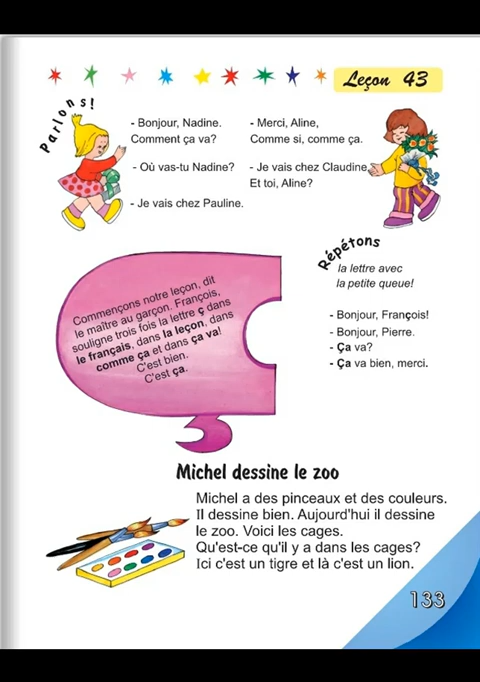 Leçon 43
Parlons!
- Bonjour, Nadine.
Comment ça va?
- Merci, Aline,
Comme si, comme ça.
- Où vas-tu Nadine?
- Je vais chez Claudine.
Et toi, Aline?
- Je vais chez Pauline.
Répétons
la lettre avec
la petite queue!
- Bonjour, François!
- Bonjour, Pierre.
- Ça va?
- Ça va bien, merci.
Commençons notre leçon, dit
le maître au garçon. François,
souligne trois fois la lettre ç dans
le français, dans la leçon, dans
comme ça et dans ça va!
C'est bien.
C'est ça.
Michel dessine le zoo
Michel a des pinceaux et des couleurs.
Il dessine bien. Aujourd'hui il dessine
le zoo. Voici les cages.
Qu'est-ce qu'il y a dans les cages?
Ici c'est un tigre et là c'est un lion.
133